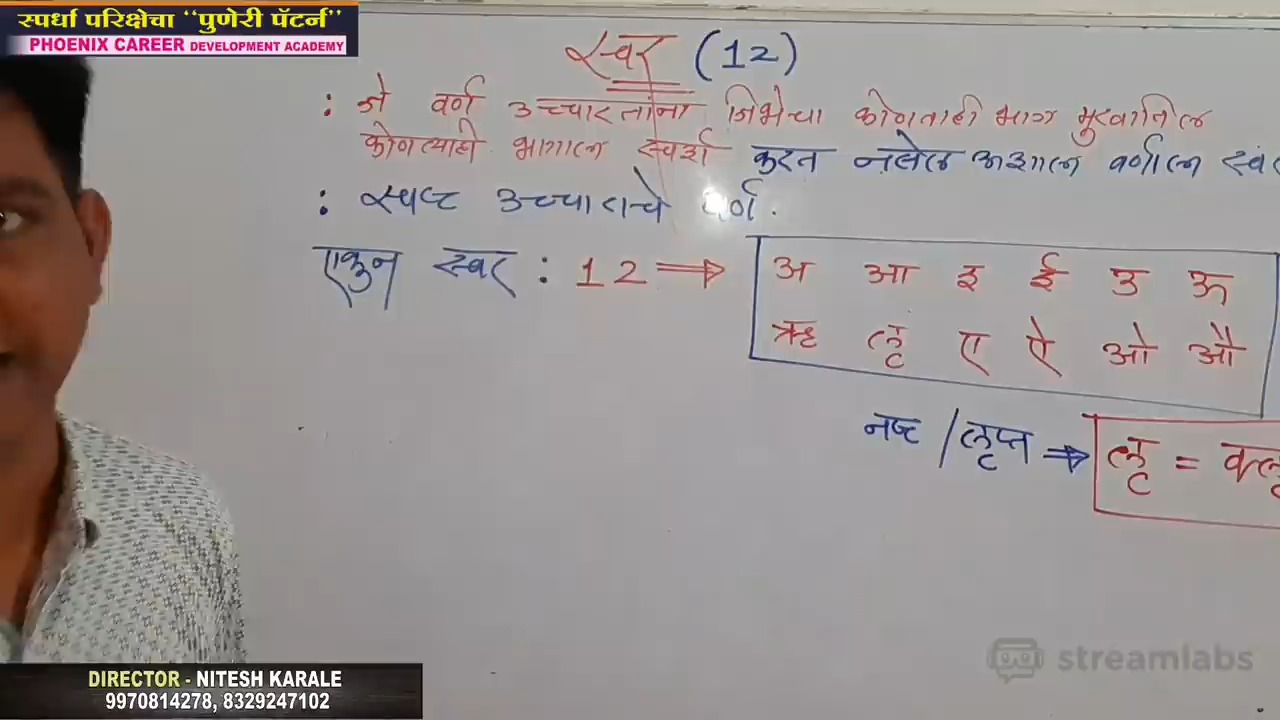 स्पर्धा परिक्षेचा "पुणेरी पॅटर्न"
PHOENIX CAREER DEVELOPMENT ACADEMY
स्वर (12)
: जे वर्ण उच्चारतांना जिभेचा कोणताही भाग मुखातिल
कोणत्याही भागाला स्पर्श करत नसेल अशाला वर्णाला
: स्पष्ट उच्चाराचे वर्ण.
एकुन स्वर : 12 ⇒
अ आ इ ई उ ऊ
ऋ ऌ ए ऐ ओ औ
नष्ट / लृप्त ⇒ ऌ =
DIRECTOR - NITESH KARALE
9970814278, 8329247102
streamlabs